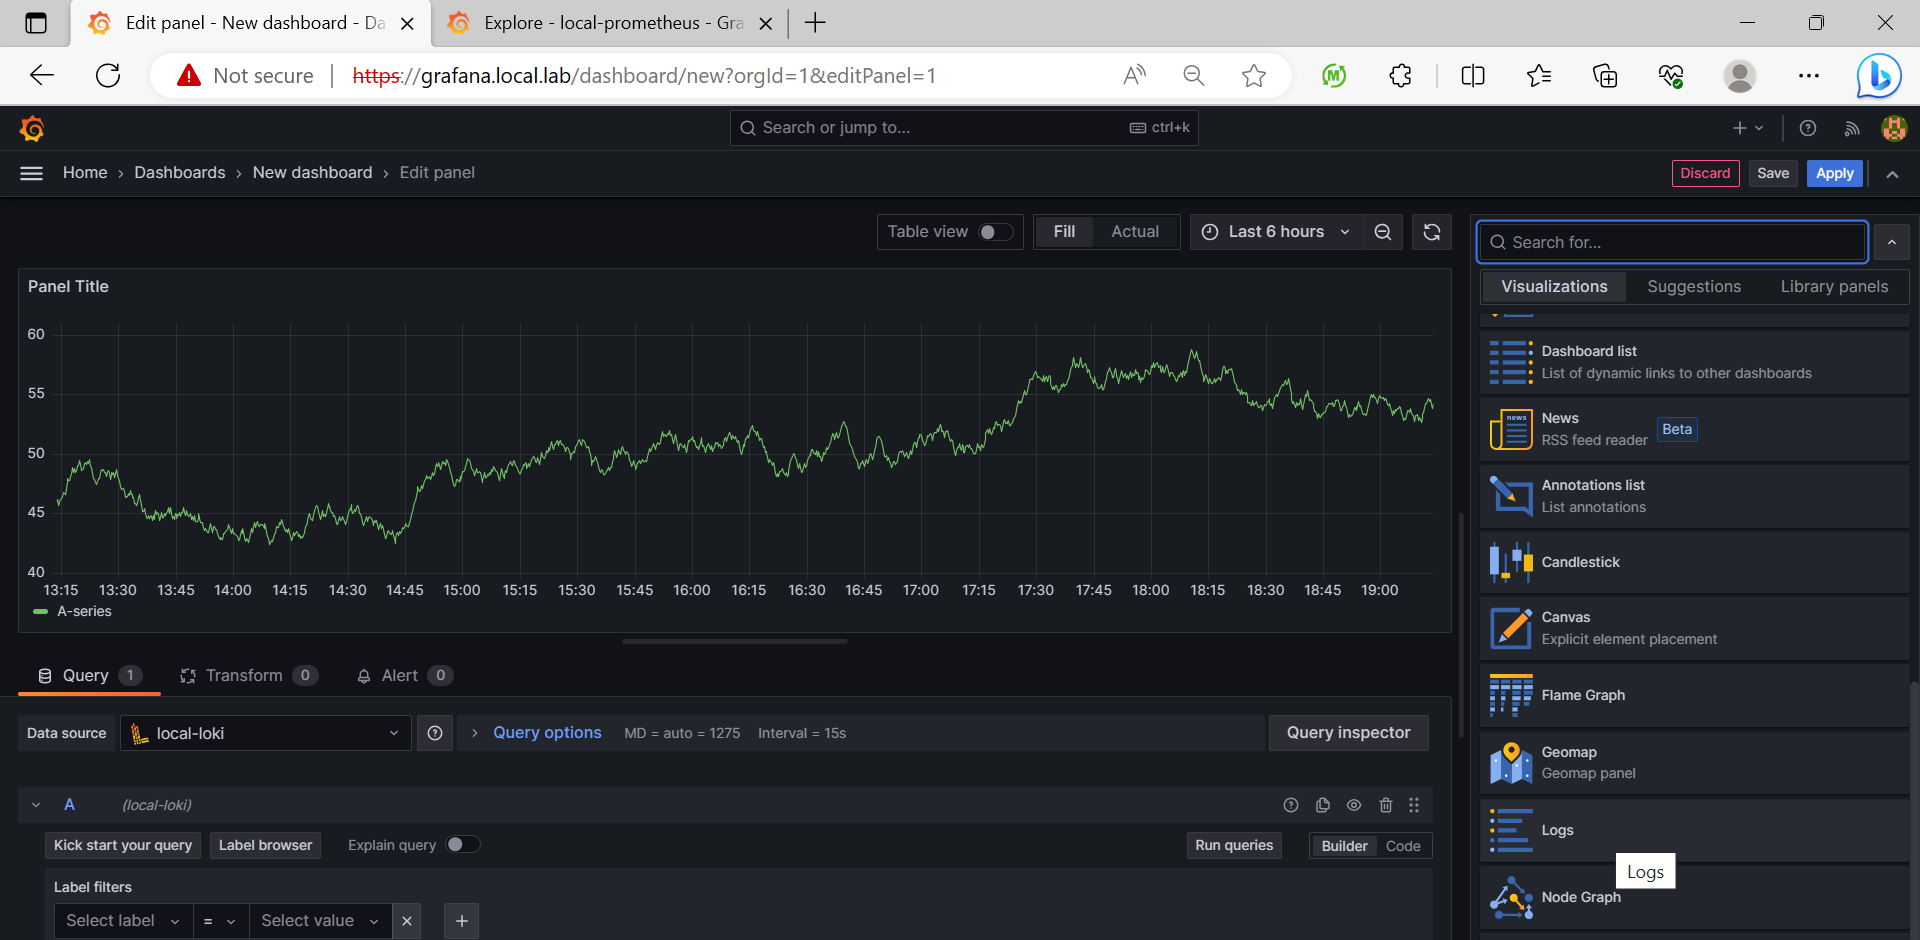 Edit panel - New dashboard - Da
Explore - local-prometheus - Gra
Not secure
https://grafana.local.lab/dashboard/new?orgId=1&editPanel=1
Search or jump to...
ctrl+k
Home › Dashboards › New dashboard › Edit panel
Discard
Save
Apply
Table view
Fill
Actual
Last 6 hours
Search for...
Panel Title
Visualizations
Suggestions
Library panels
60
55
50
45
40
13:15 13:30 13:45 14:00 14:15 14:30 14:45 15:00 15:15 15:30 15:45 16:00 16:15 16:30 16:45 17:00 17:15 17:30 17:45 18:00 18:15 18:30 18:45 19:00
A-series
Dashboard list
List of dynamic links to other dashboards
news
News
RSS feed reader
Beta
Annotations list
List annotations
Candlestick
Canvas
Explicit element placement
Flame Graph
Geomap
Geomap panel
Logs
Logs
Node Graph
Query 1
Transform 0
Alert 0
Data source
local-loki
Query options
MD = auto = 1275
Interval = 15s
Query inspector
A
(local-loki)
Kick start your query
Label browser
Explain query
Run queries
Builder
Code
Label filters
Select label
=
Select value